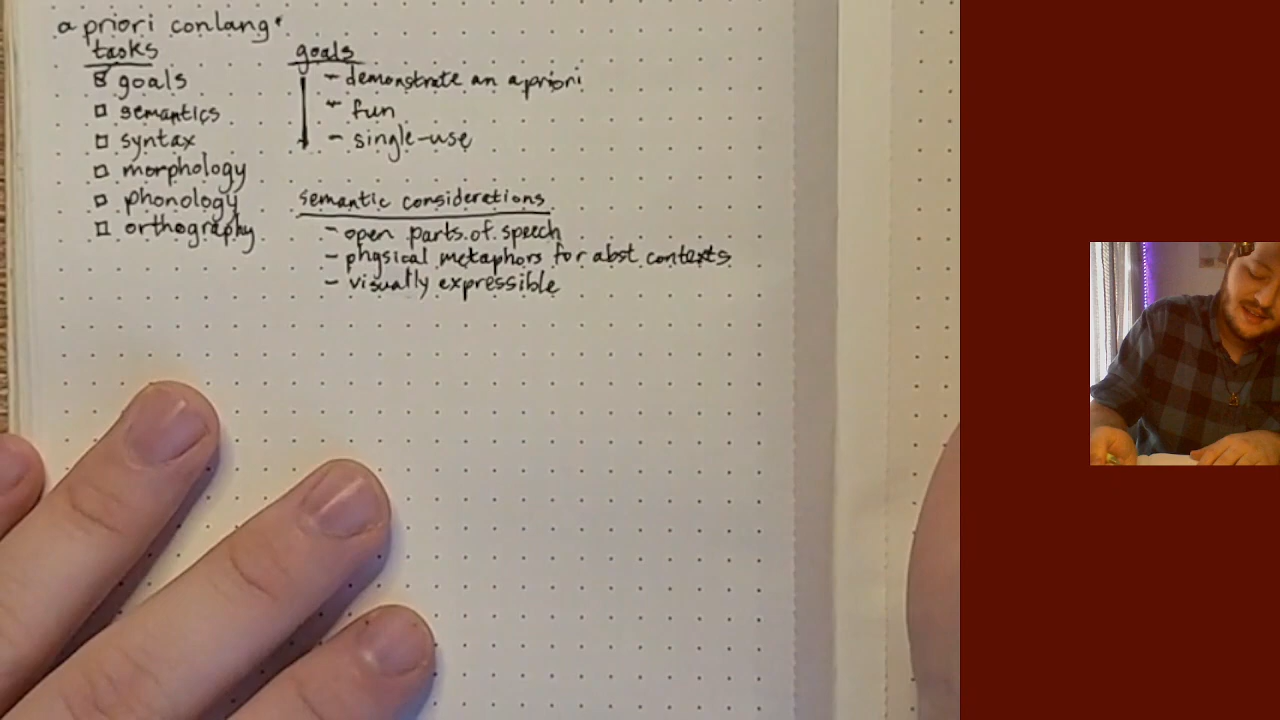 a priori conlang
tasks
goals
semantics
syntax
morphology
phonology
orthography
goals
- demonstrate an apriori
- fun
- single-use
semantic considerations
- open parts of speech
- physical metaphors for abst contexts
- visually expressible